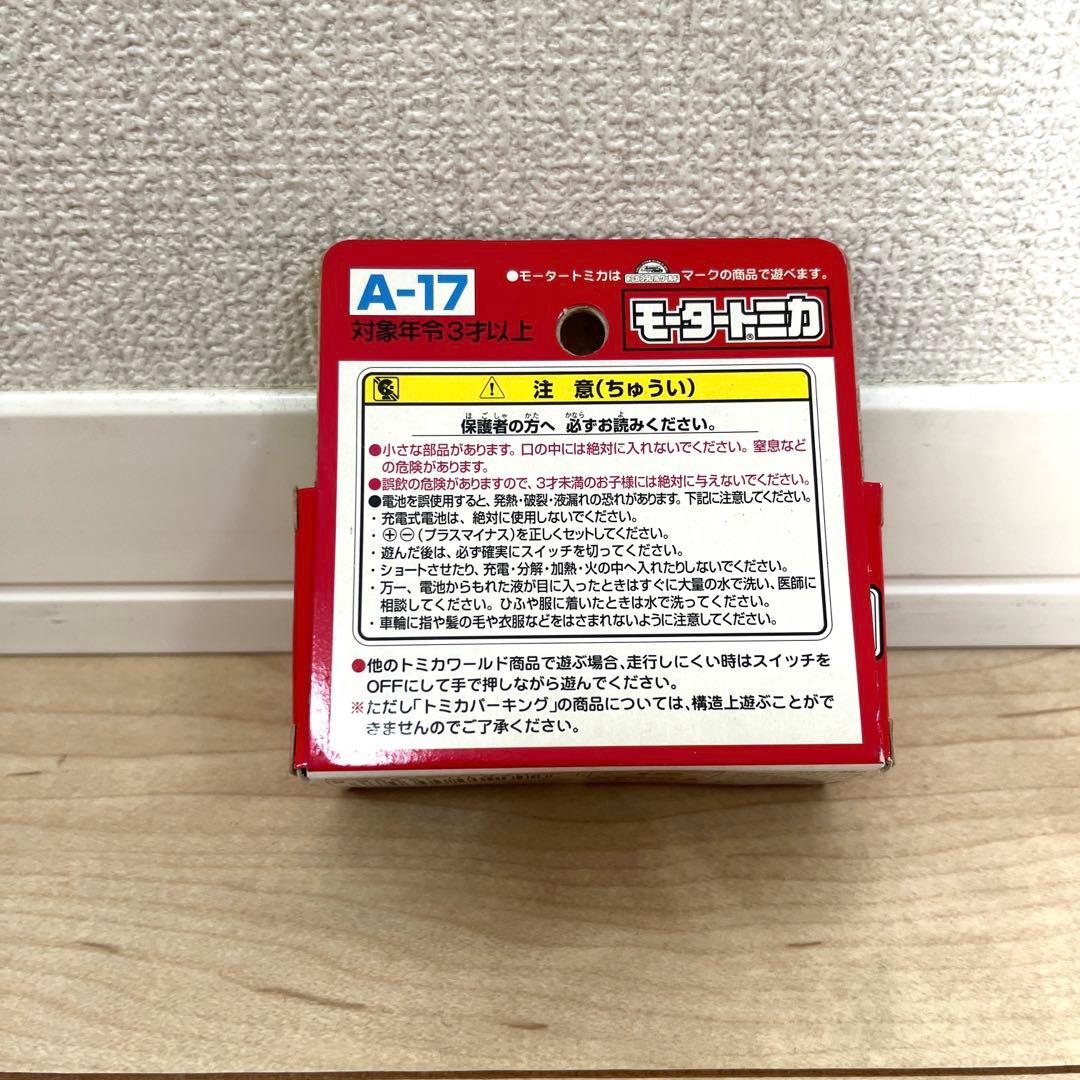 A-17
対象年令3才以上
●モータートミカは マークの商品で遊べます。
モータートミカ®
注 意(ちゅうい)
保護者の方へ 必ずお読みください。
●小さな部品があります。口の中には絶対に入れないでください。窒息など
の危険があります。
●誤飲の危険がありますので、3才未満のお子様には絶対に与えないでください。
●電池を誤使用すると、発熱・破裂・液漏れの恐れがあります。下記に注意してください。
・充電式電池は、絶対に使用しないでください。
・⊕⊖(プラスマイナス)を正しくセットしてください。
・遊んだ後は、必ず確実にスイッチを切ってください。
・ショートさせたり、充電・分解・加熱・火の中へ入れたりしないでください。
・万一、電池からもれた液が目に入ったときはすぐに大量の水で洗い、医師に
相談してください。ひふや服に着いたときは水で洗ってください。
・車輪に指や髪の毛や衣服などをはさまれないように注意してください。
●他のトミカワールド商品で遊ぶ場合、走行しにくい時はスイッチを
OFFにして手で押しながら遊んでください。
※ただし「トミカパーキング」の商品については、構造上遊ぶことがで
きませんのでご了承ください。